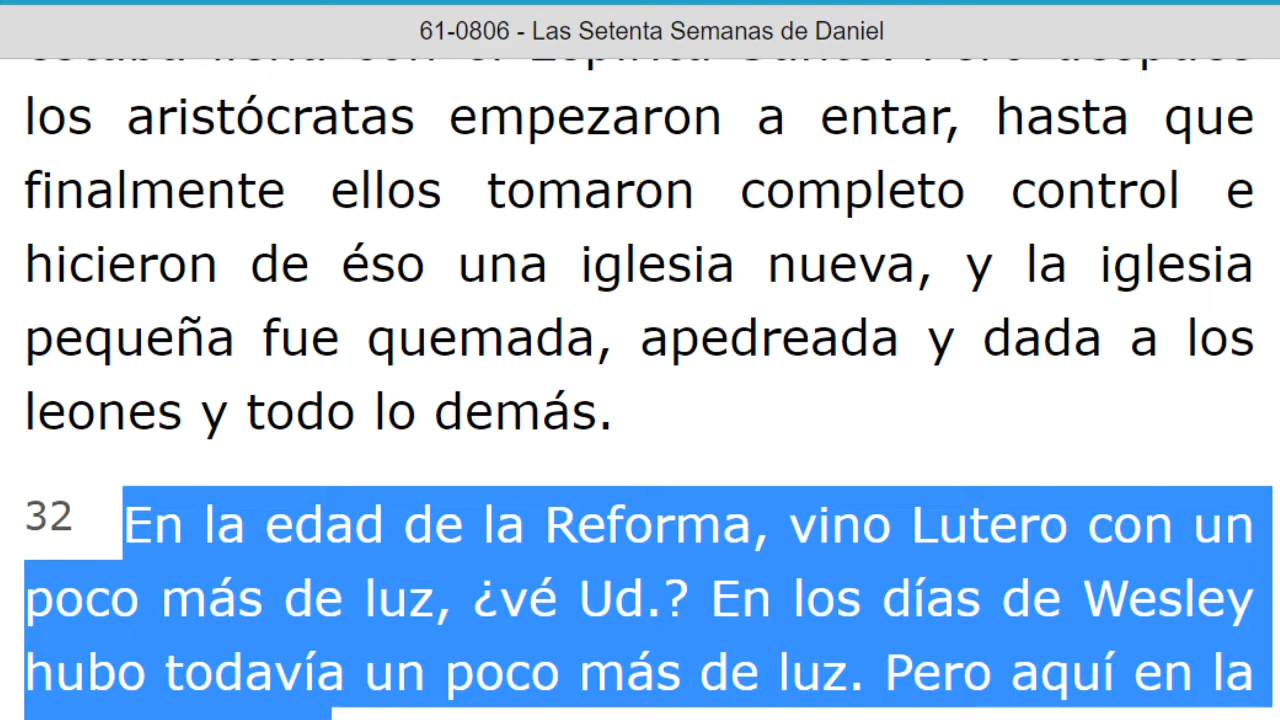 61-0806 - Las Setenta Semanas de Daniel
los aristócratas empezaron a entar, hasta que
finalmente ellos tomaron completo control e
hicieron de éso una iglesia nueva, y la iglesia
pequeña fue quemada, apedreada y dada a los
leones y todo lo demás.
32 En la edad de la Reforma, vino Lutero con un
poco más de luz, ¿vé Ud.? En los días de Wesley
hubo todavía un poco más de luz. Pero aquí en la